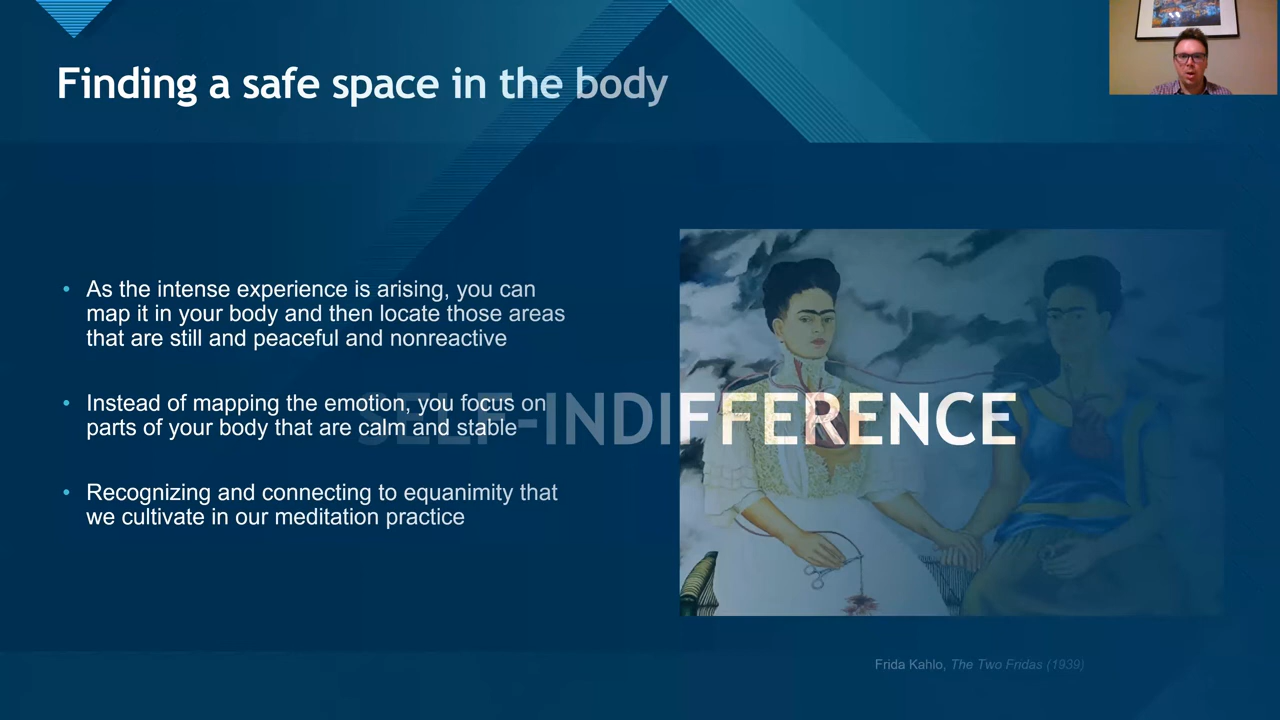 Finding a safe space in the body
• As the intense experience is arising, you can
map it in your body and then locate those areas
that are still and peaceful and nonreactive
• Instead of mapping the emotion, you focus on
parts of your body that are calm and stable
SELF-INDIFFERENCE
• Recognizing and connecting to equanimity that
we cultivate in our meditation practice
Frida Kahlo, The Two Fridas (1939)